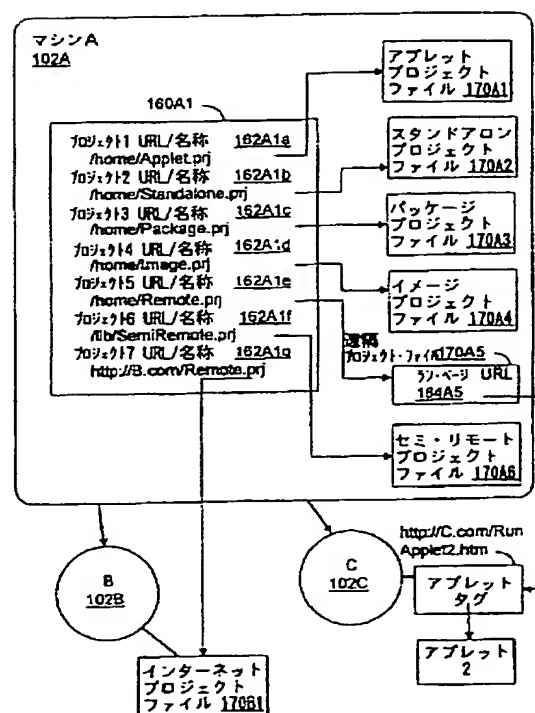 マシンA
102A
160A1
プロジェクト1 URL/名称 162A1a
/home/Applet.prj
プロジェクト2 URL/名称 162A1b
/home/Standalone.prj
プロジェクト3 URL/名称 162A1c
/home/Package.prj
プロジェクト4 URL/名称 162A1d
/home/Image.prj
プロジェクト5 URL/名称 162A1e
/home/Remote.prj
プロジェクト6 URL/名称 162A1f
/lib/SemiRemote.prj
プロジェクト7 URL/名称 162A1g
http://B.com/Remote.prj
アプレット
プロジェクト
ファイル 170A1
スタンドアロン
プロジェクト
ファイル 170A2
パッケージ
プロジェクト
ファイル 170A3
イメージ
プロジェクト
ファイル 170A4
遠隔
プロジェクト・ファイル170A5
ラン・ページ URL
164A5
セミ・リモート
プロジェクト
ファイル 170A6
B
102B
C
102C
http://C.com/Run
Applet2.htm
アプレット
タグ
アプレット
2
インターネット
プロジェクト
ファイル 170B1